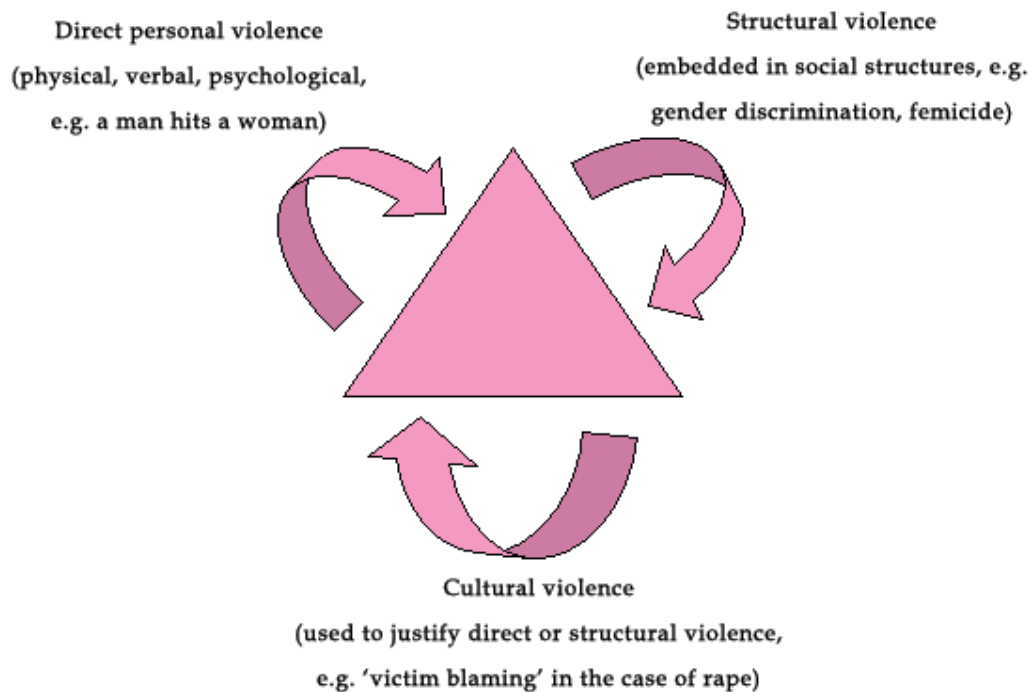 Direct personal violence
(physical, verbal, psychological,
e.g. a man hits a woman)
Structural violence
(embedded in social structures, e.g.
gender discrimination, femicide)
Cultural violence
(used to justify direct or structural violence,
e.g. ‘victim blaming’ in the case of rape)